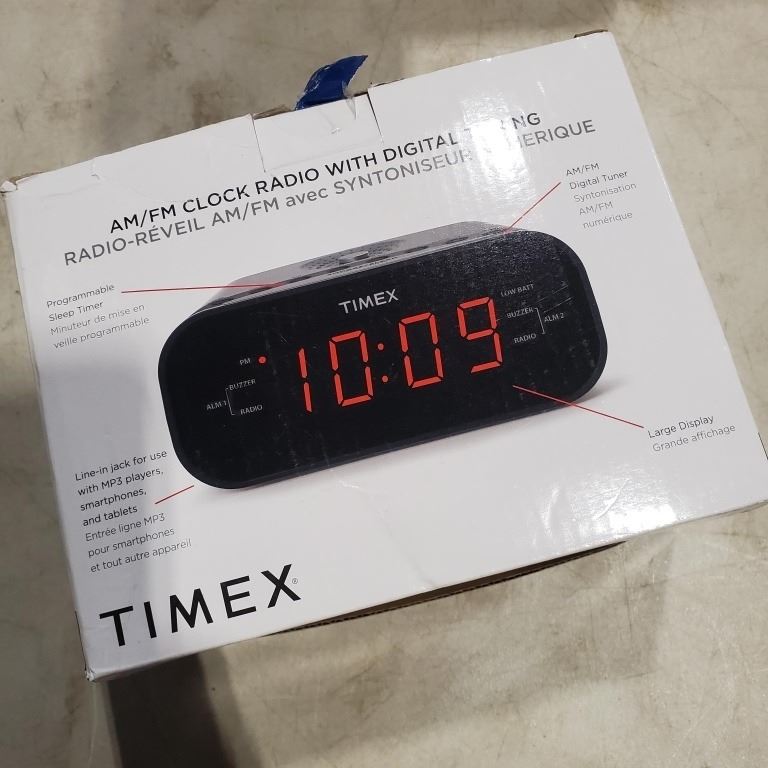 AM/FM CLOCK RADIO WITH DIGITAL
RADIO-RÉVEIL AM/FM avec SYNTONISEUR
AM/FM
Digital Tuner
Syntonisation
AM/FM
numérique
Programmable
Sleep Timer
Minuteur de mise en
veille programmable
TIMEX
LOW BATT
PM
BUZZER
ALM 1
RADIO
10:09
BUZZER
ALM 2
RADIO
Large Display
Grande affichage
Line-in jack for use
with MP3 players,
smartphones,
and tablets
Entrée ligne MP3
pour smartphones
et tout autre appareil
TIMEX®